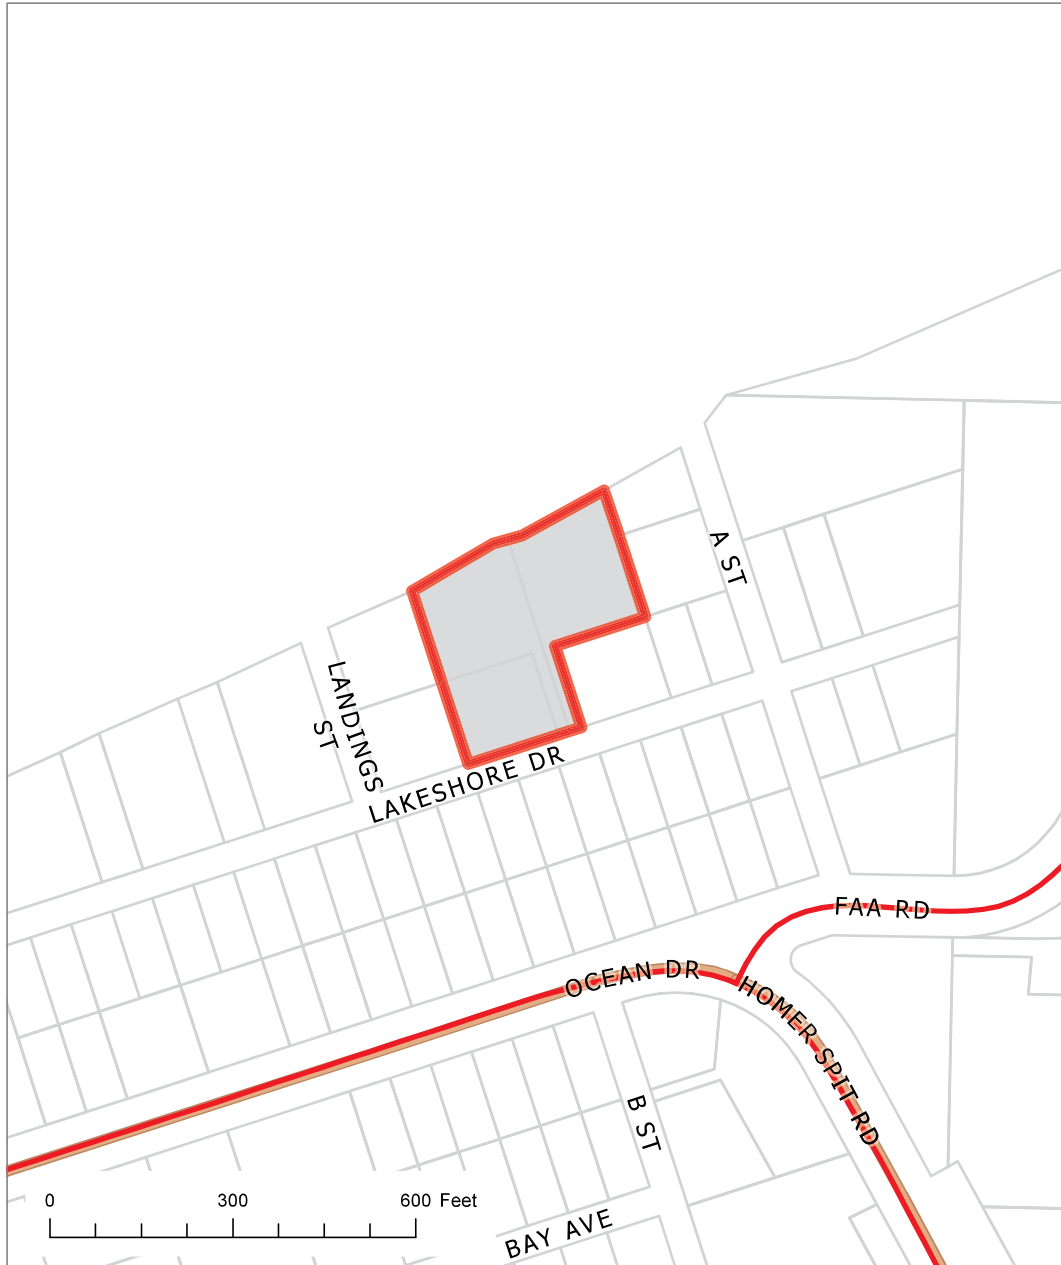 A ST
LANDINGS
ST
LAKESHORE DR
FAA RD
OCEAN DR
HOMER SPIT RD
B ST
0 300 600 Feet
BAY AVE